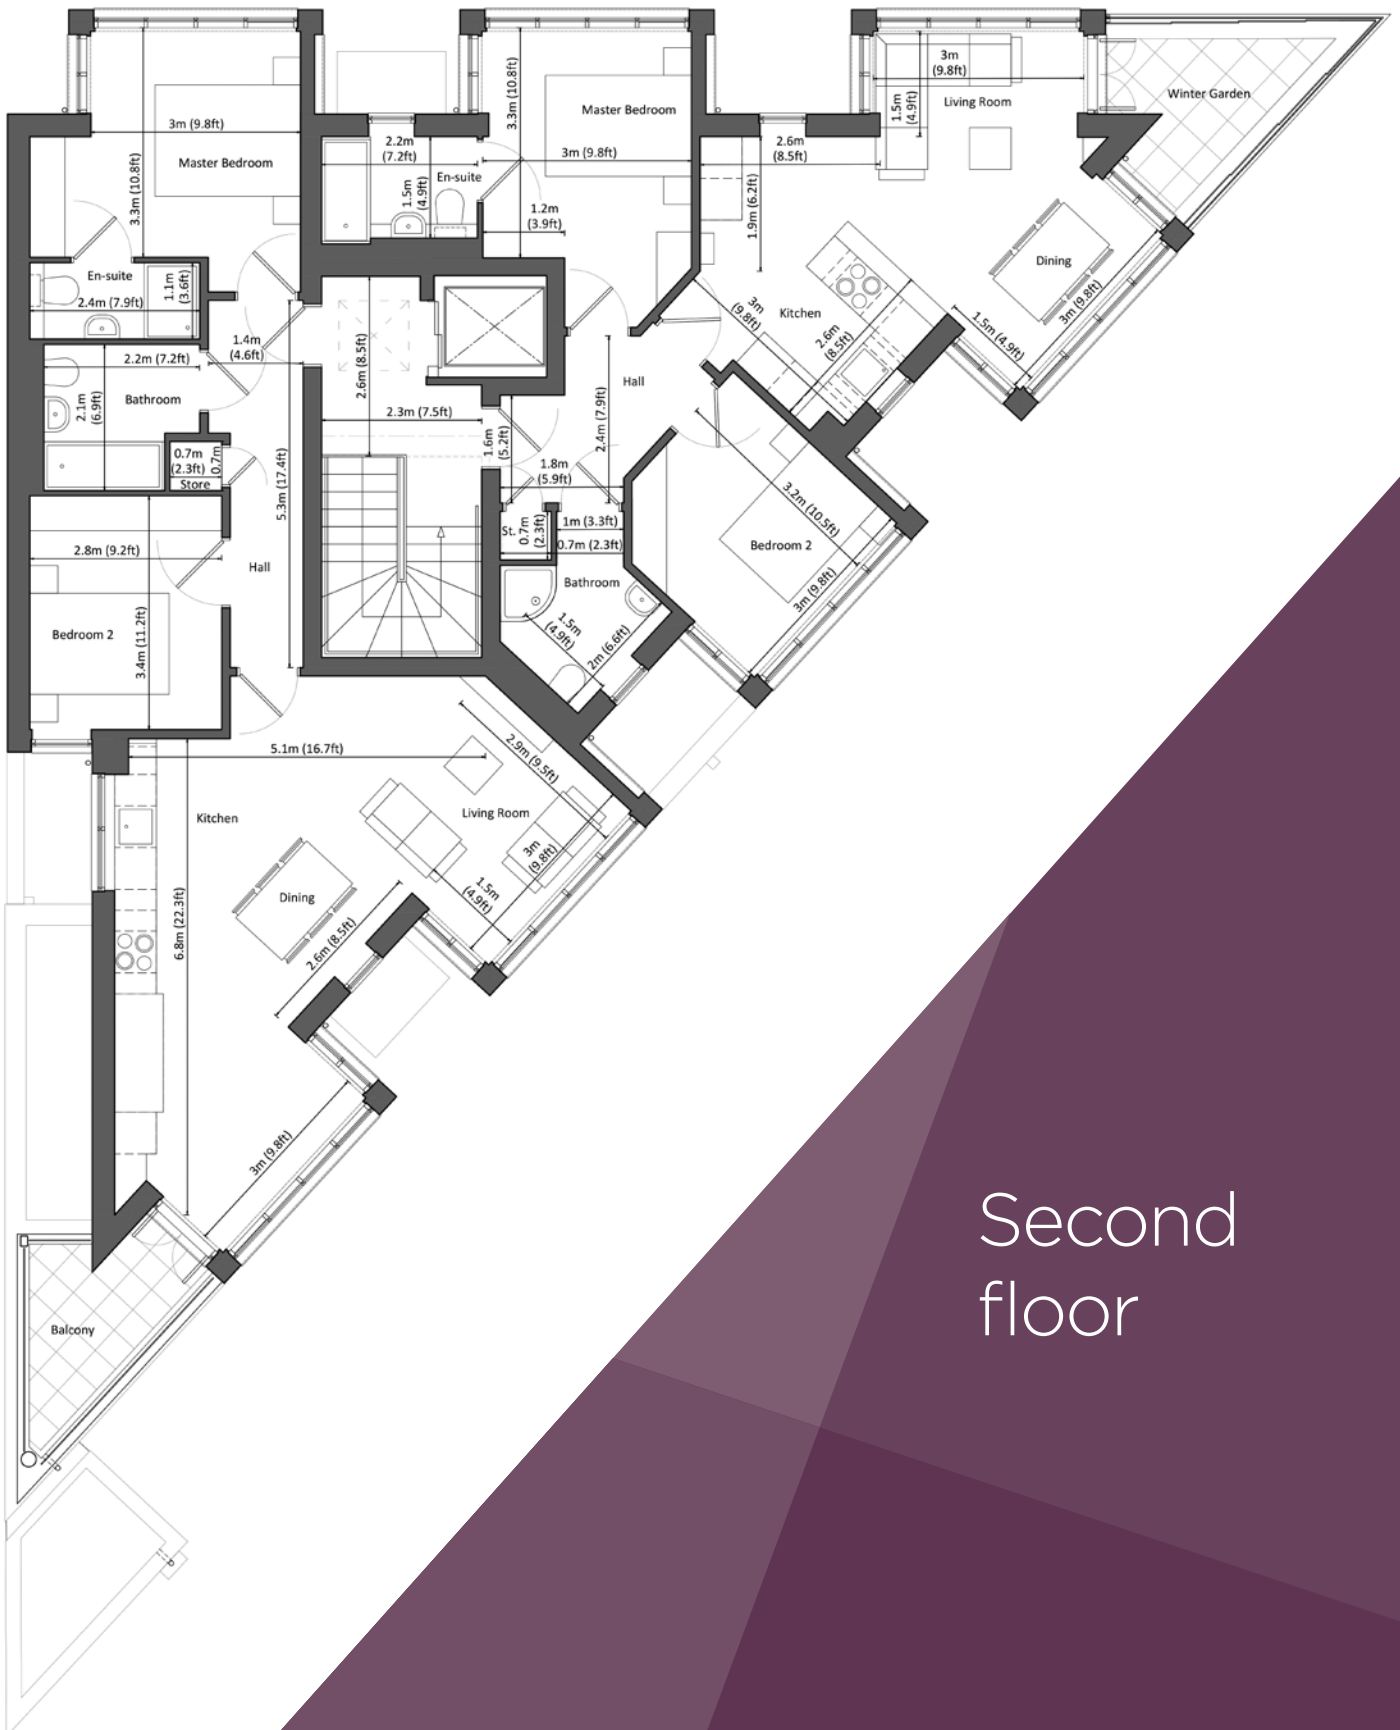 3m (9.8ft)
Master Bedroom
3.3m (10.8ft)
En-suite
2.4m (7.9ft)
1.1m
(3.6ft)
1.4m
(4.6ft)
2.2m (7.2ft)
Bathroom
2.1m
(6.9ft)
0.7m
(2.3ft)
0.7m
Store
5.3m (17.4ft)
2.8m (9.2ft)
Hall
Bedroom 2
3.4m (11.2ft)
2.2m
(7.2ft)
En-suite
1.5m
(4.9ft)
3.3m (10.8ft)
Master Bedroom
3m (9.8ft)
1.2m
(3.9ft)
2.6m (8.5ft)
2.3m (7.5ft)
1.6m
(5.2ft)
Hall
2.4m (7.9ft)
1.8m
(5.9ft)
St.
0.7m
(2.3ft)
1m (3.3ft)
0.7m (2.3ft)
Bathroom
1.5m
(4.9ft)
2m (6.6ft)
3m
(9.8ft)
Living Room
1.5m
(4.9ft)
2.6m
(8.5ft)
1.9m (6.2ft)
Winter Garden
Dining
3m (9.8ft)
1.5m (4.9ft)
3m
(9.8ft)
Kitchen
2.6m
(8.5ft)
3.2m (10.5ft)
Bedroom 2
3m (9.8ft)
5.1m (16.7ft)
2.9m (9.5ft)
Kitchen
Living Room
3m
(9.8ft)
1.5m
(4.9ft)
Dining
2.6m (8.5ft)
6.8m (22.3ft)
3m (9.8ft)
Balcony
Second
floor